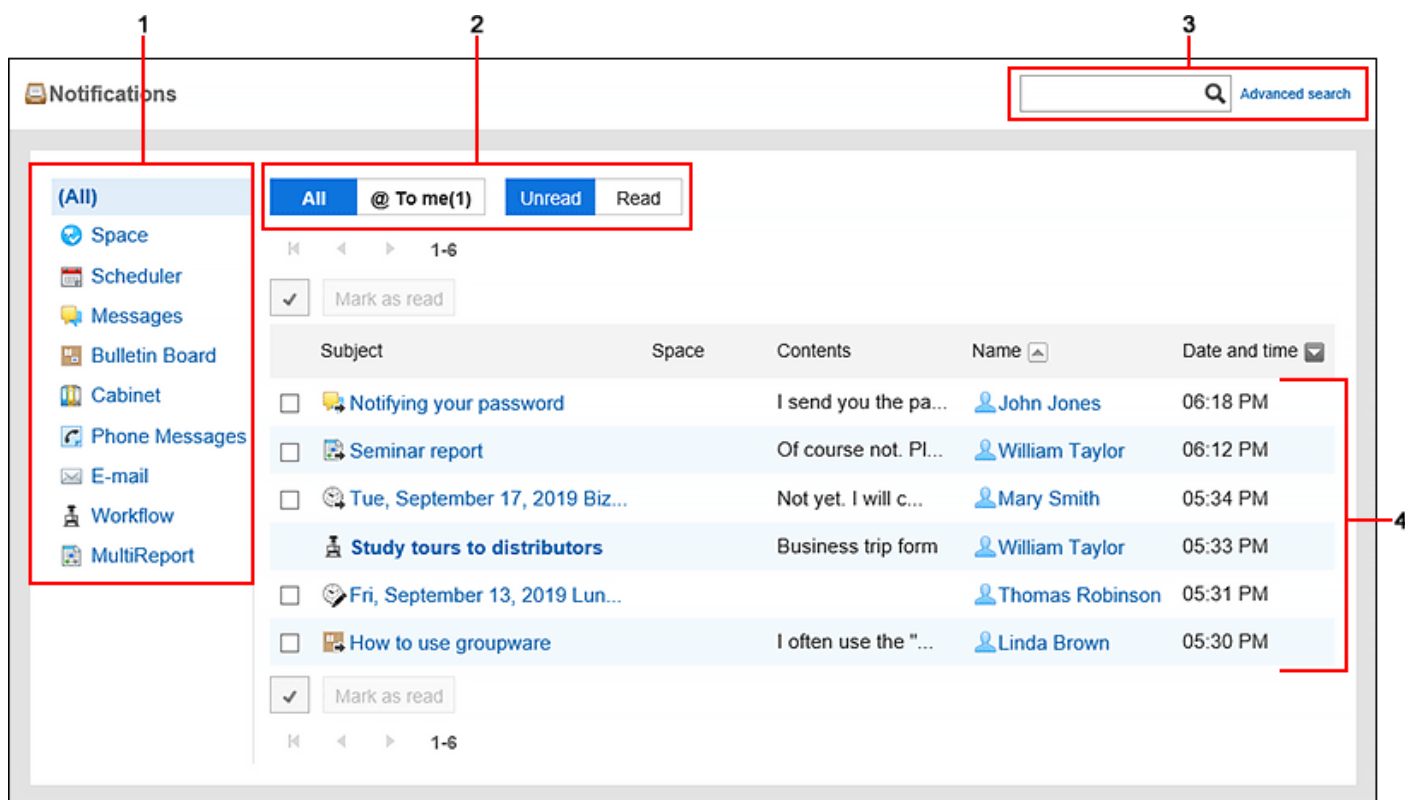 1 2 3
Notifications Advanced search
(All)
Space
Scheduler
Messages
Bulletin Board
Cabinet
Phone Messages
E-mail
Workflow
MultiReport
All @ To me(1) Unread Read
1-6
Mark as read
Subject Space Contents Name Date and time
Notifying your password I send you the pa... John Jones 06:18 PM
Seminar report Of course not. Pl... William Taylor 06:12 PM
Tue, September 17, 2019 Biz... Not yet. I will c... Mary Smith 05:34 PM
Study tours to distributors Business trip form William Taylor 05:33 PM
Fri, September 13, 2019 Lun... Thomas Robinson 05:31 PM
How to use groupware I often use the "... Linda Brown 05:30 PM
4
Mark as read
1-6